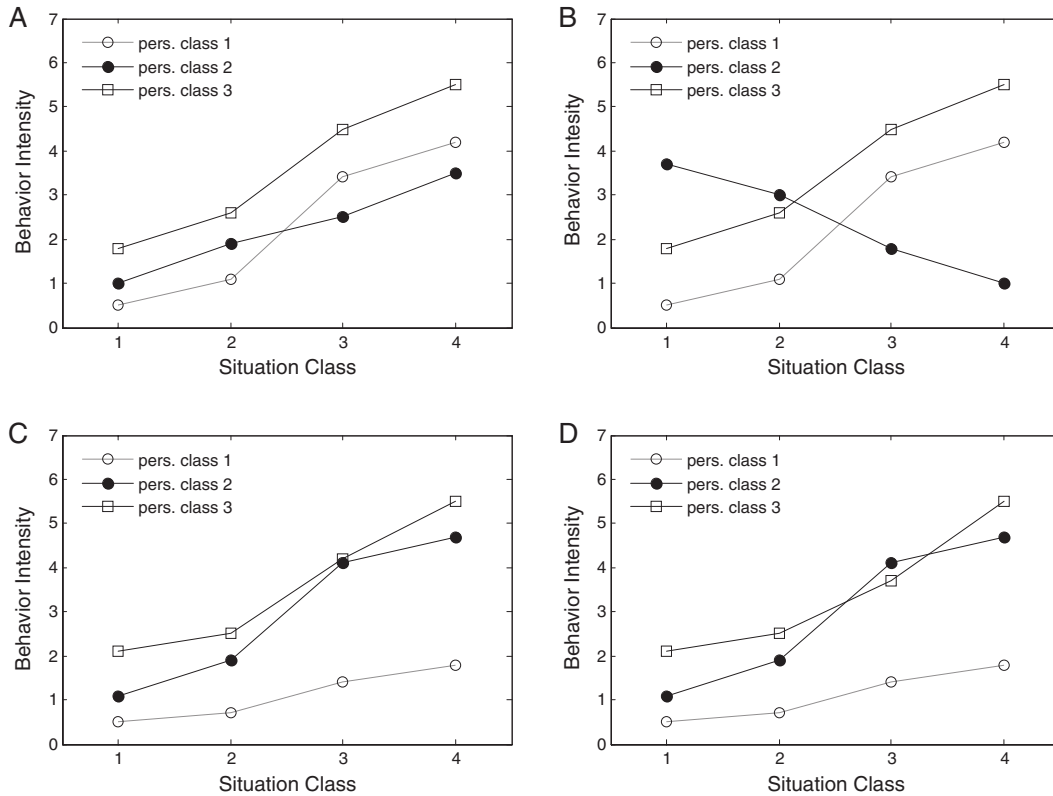 A
Behavior Intensity
7
6
5
4
3
2
1
0
pers. class 1
pers. class 2
pers. class 3
1 2 3 4
Situation Class
B
Behavior Intesity
7
6
5
4
3
2
1
0
pers. class 1
pers. class 2
pers. class 3
1 2 3 4
Situation Class
C
Behavior Intensity
7
6
5
4
3
2
1
0
pers. class 1
pers. class 2
pers. class 3
1 2 3 4
Situation Class
D
Behavior Intensity
7
6
5
4
3
2
1
0
pers. class 1
pers. class 2
pers. class 3
1 2 3 4
Situation Class